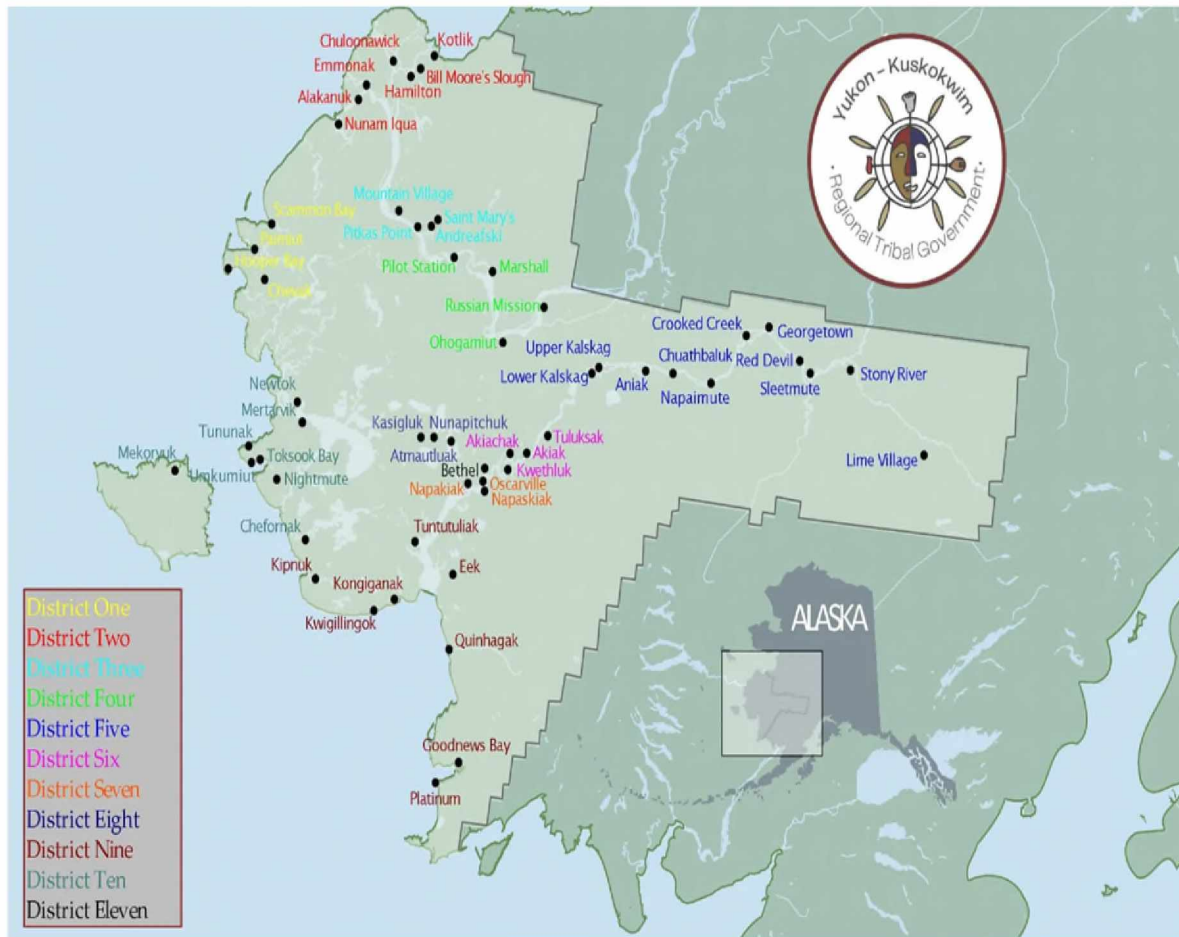 Chuloonawick
Kotlik
Emmonak
Bill Moore's Slough
Hamilton
Alakanuk
Nunam Iqua
Yukon - Kuskokwim
· Regional Tribal Government ·
Mountain Village
Scammon Bay
Saint Mary's
Pitkas Point
Andreafski
Paimiut
Hooper Bay
Pilot Station
Marshall
Chevak
Russian Mission
Ohogamiut
Crooked Creek
Georgetown
Upper Kalskag
Chuathbaluk
Red Devil
Lower Kalskag
Aniak
Napaimute
Sleetmute
Stony River
Newtok
Mertarvik
Kasigluk
Nunapitchuk
Tununak
Akiachak
Tuluksak
Mekoryuk
Toksook Bay
Atmautluak
Akiak
Umkumiut
Bethel
Kwethluk
Lime Village
Nightmute
Napakiak
Oscarville
Napaskiak
Chefornak
Tuntutuliak
Kipnuk
Kongiganak
Eek
Kwigillingok
Quinhagak
Goodnews Bay
Platinum
ALASKA
District One
District Two
District Three
District Four
District Five
District Six
District Seven
District Eight
District Nine
District Ten
District Eleven